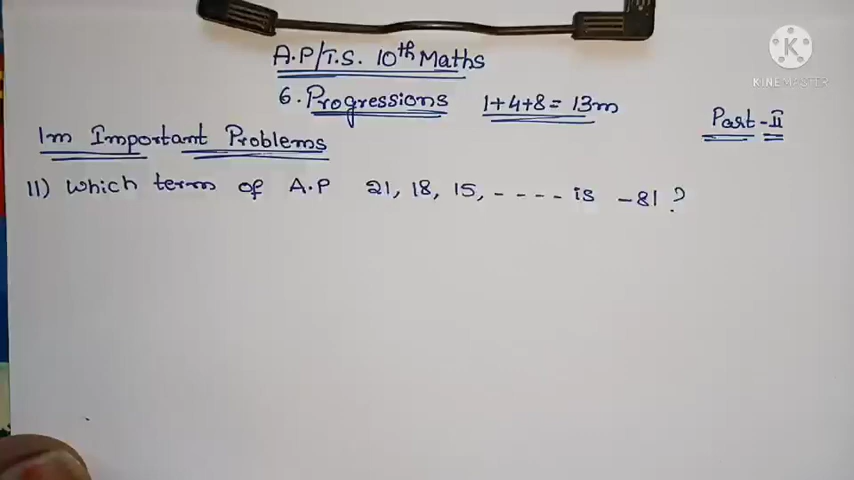 A.P/T.S. 10th Maths
6. Progressions 1+4+8=13m
Part-II
1m Important Problems
11) Which term of A.P 21, 18, 15, ---- is -81 ?
KINEMASTER